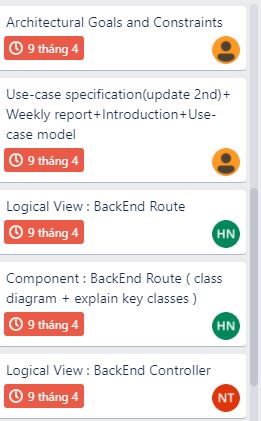 Architectural Goals and Constraints
9 tháng 4
Use-case specification(update 2nd)+
Weekly report+Introduction+Use-
case model
9 tháng 4
Logical View : BackEnd Route
9 tháng 4
HN
Component : BackEnd Route ( class
diagram + explain key classes )
9 tháng 4
HN
Logical View : BackEnd Controller
9 tháng 4
NT